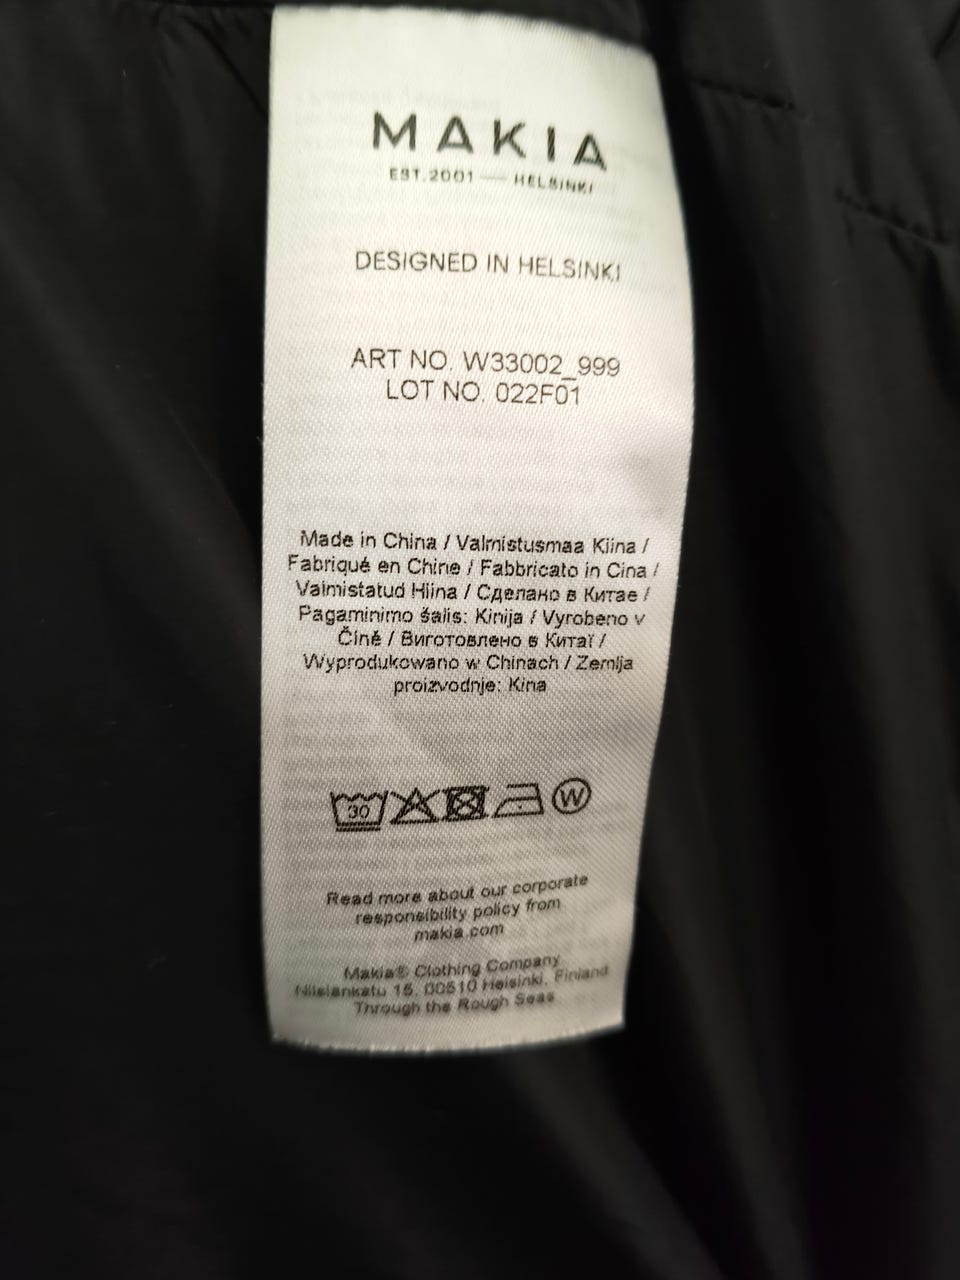 MAKIA
EST.2001 — HELSINKI
DESIGNED IN HELSINKI
ART NO. W33002_999
LOT NO. 022F01
Made in China / Valmistusmaa Kiina /
Fabriqué en Chine / Fabbricato in Cina /
Valmistatud Hiina / Сделано в Китае /
Pagaminimo šalis: Kinija / Vyrobeno v
Číně / Виготовлено в Китаї /
Wyprodukowano w Chinach / Zemlja
proizvodnje: Kina
30 W
Read more about our corporate
responsibility policy from
makia.com
Makia® Clothing Company
Nilsiänkatu 15, 00510 Helsinki, Finland
Through the Rough Seas